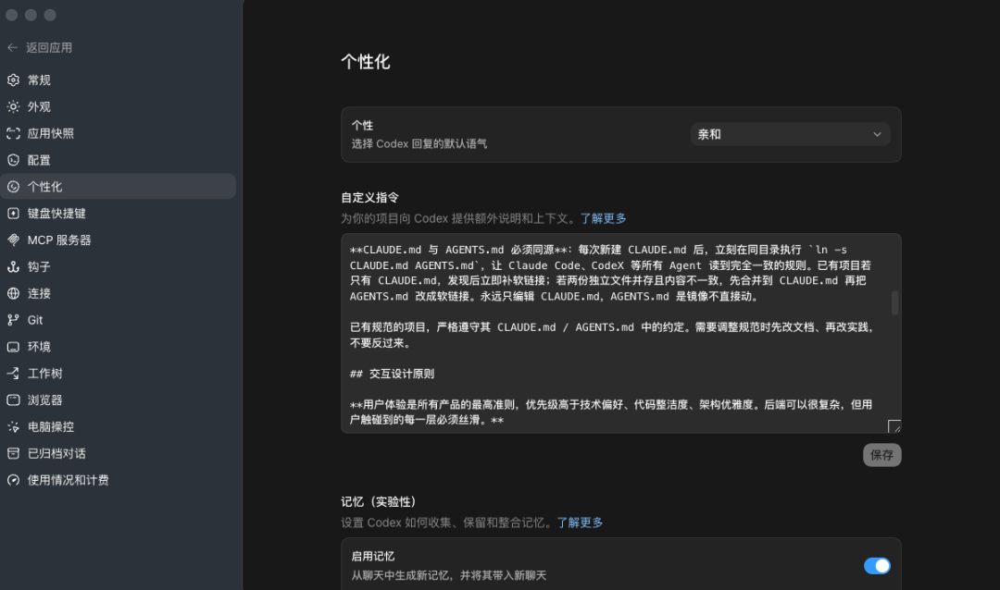 返回应用
常规
外观
应用快照
配置
个性化
键盘快捷键
MCP 服务器
钩子
连接
Git
环境
工作树
浏览器
电脑操控
已归档对话
使用情况和计费
个性化
个性
选择 Codex 回复的默认语气
亲和
自定义指令
为你的项目向 Codex 提供额外说明和上下文。了解更多
**CLAUDE.md 与 AGENTS.md 必须同源**: 每次新建 CLAUDE.md 后，立刻在同目录执行 `ln -s
CLAUDE.md AGENTS.md`，让 Claude Code、CodeX 等所有 Agent 读到完全一致的规则。已有项目若
只有 CLAUDE.md，发现后立即补软链接；若两份独立文件并存且内容不一致，先合并到 CLAUDE.md 再把
AGENTS.md 改成软链接。永远只编辑 CLAUDE.md，AGENTS.md 是镜像不直接动。
已有规范的项目，严格遵守其 CLAUDE.md / AGENTS.md 中的约定。需要调整规范时先改文档、再改实践，
不要反过来。
## 交互设计原则
**用户体验是所有产品的最高准则，优先级高于技术偏好、代码整洁度、架构优雅度。后端可以很复杂，但用
户触碰到的每一层必须丝滑。**
保存
记忆（实验性）
设置 Codex 如何收集、保留和整合记忆。了解更多
启用记忆
从聊天中生成新记忆，并将其带入新聊天